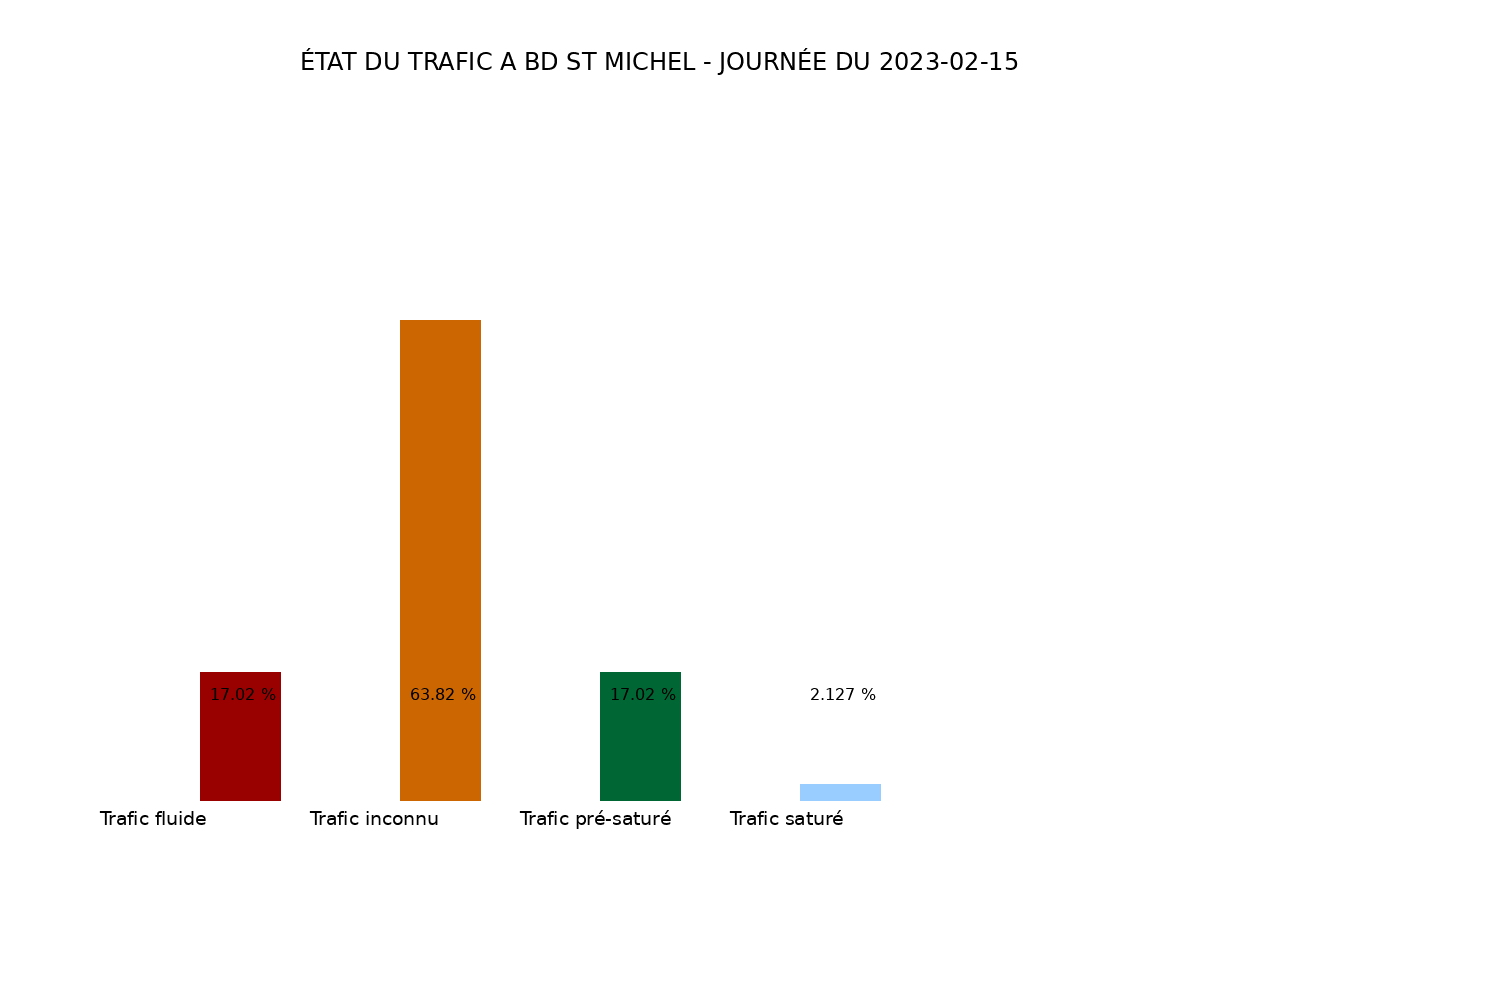 ÉTAT DU TRAFIC A BD ST MICHEL - JOURNÉE DU 2023-02-15
17.02 %
63.82 %
17.02 %
2.127 %
Trafic fluide
Trafic inconnu
Trafic pré-saturé
Trafic saturé